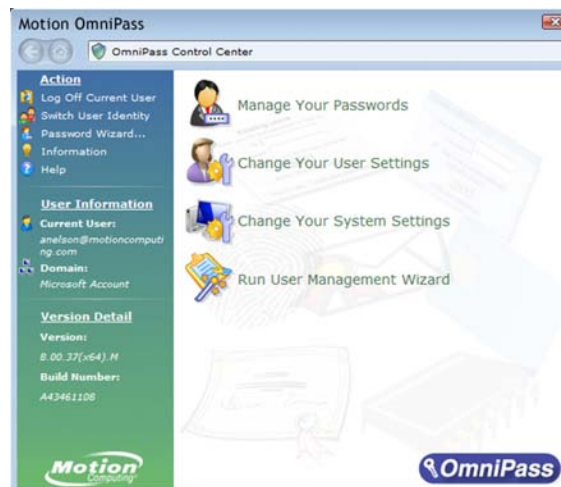 Motion OmniPass
OmniPass Control Center
Action
Log Off Current User
Switch User Identity
Password Wizard...
Information
Help
User Information
Current User:
anelson@motioncomputi
ng.com
Domain:
Microsoft Account
Version Detail
Version:
8.00.37(x64).M
Build Number:
A43461108
Motion
Computing
Manage Your Passwords
Change Your User Settings
Change Your System Settings
Run User Management Wizard
OmniPass